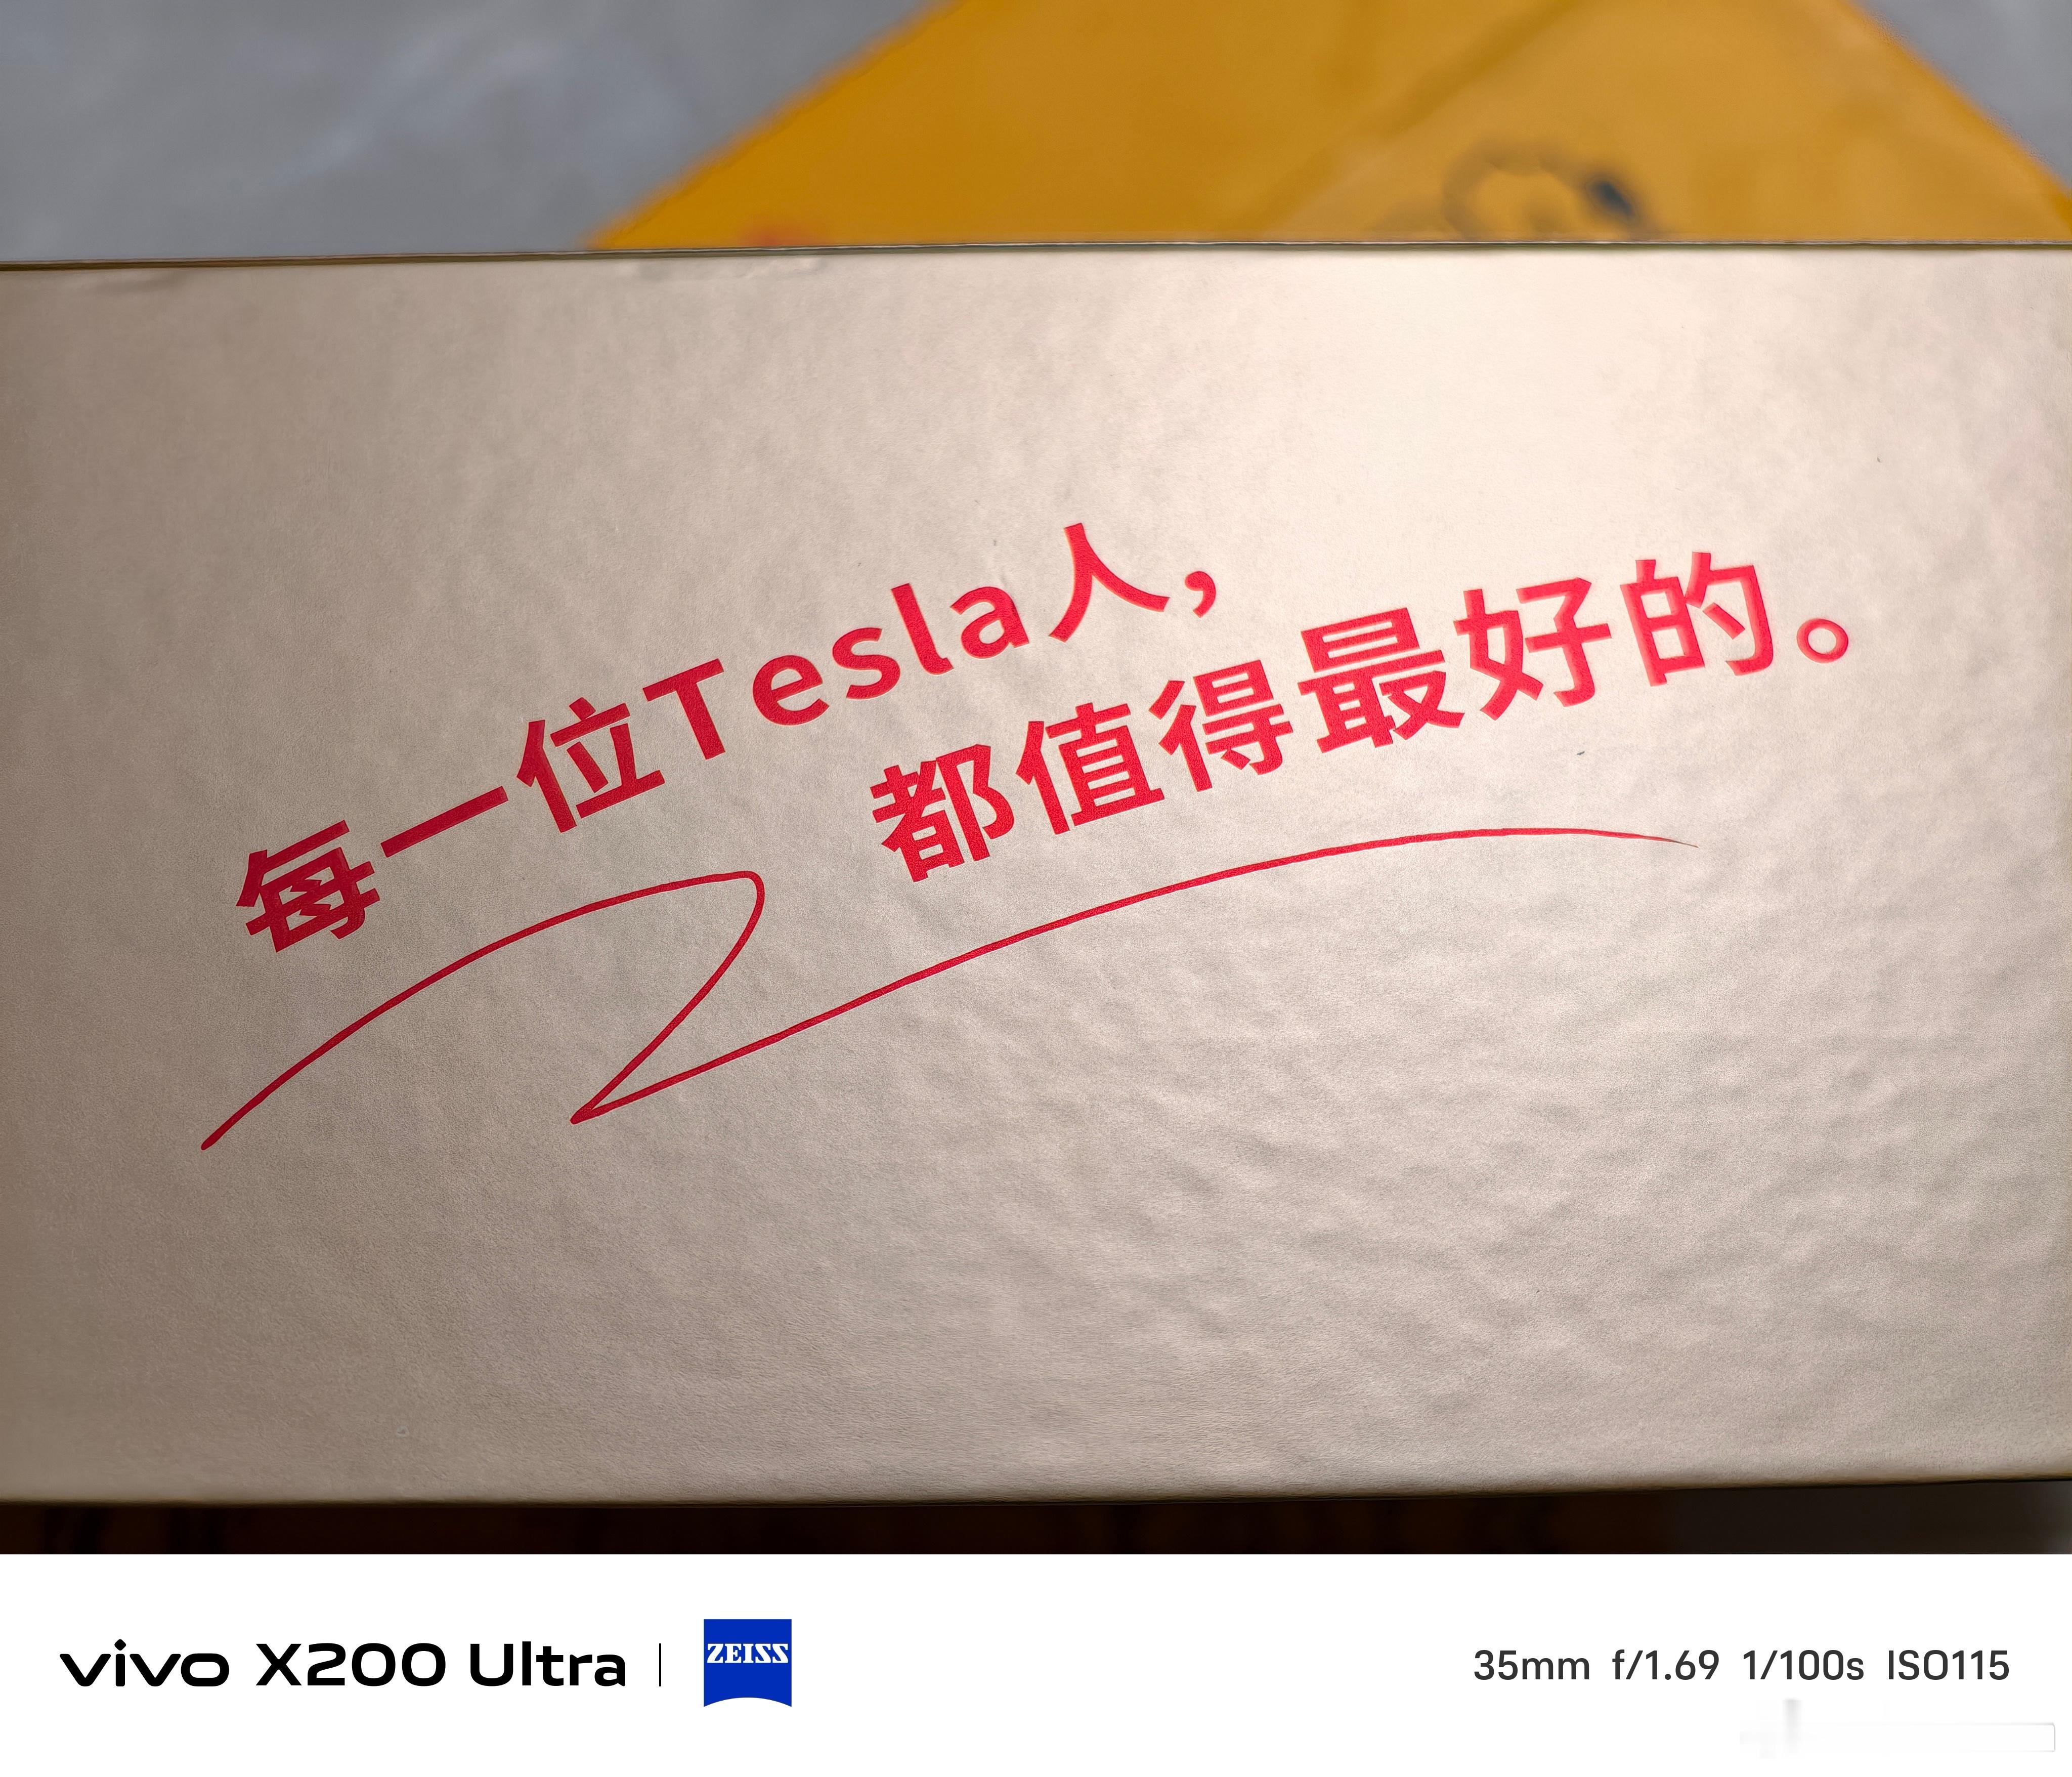 每一位Tesla人，
都值得最好的。
vivo X200 Ultra | ZEISS
35mm f/1.69 1/100s ISO115